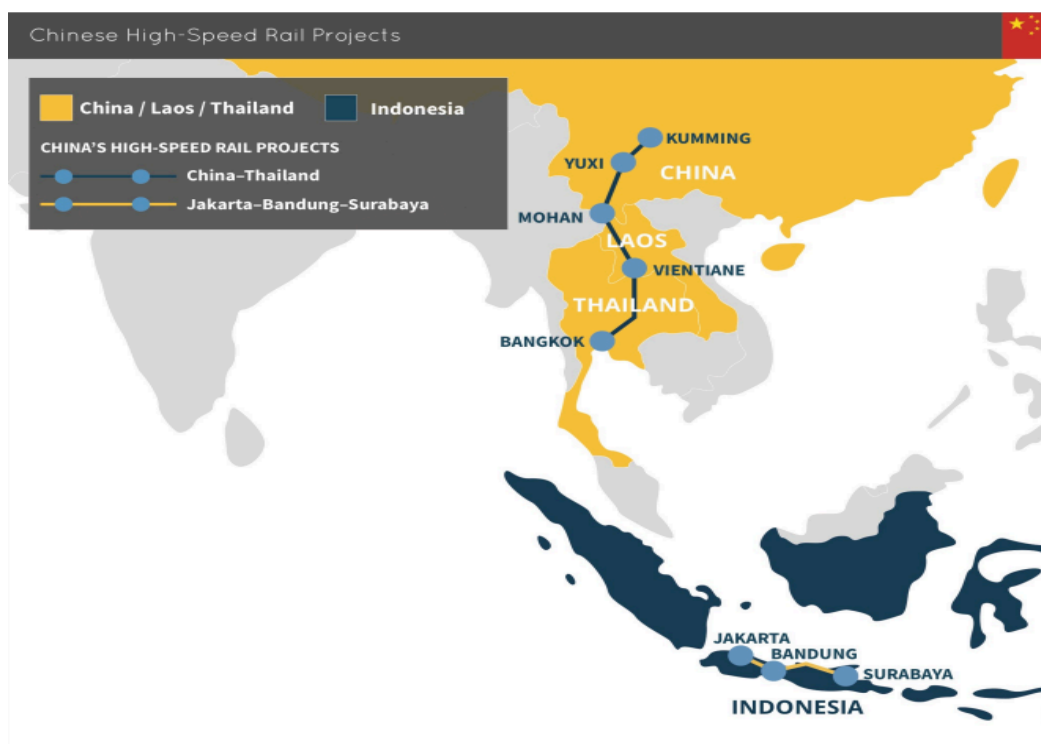 Chinese High-Speed Rail Projects
China / Laos / Thailand
Indonesia
CHINA'S HIGH-SPEED RAIL PROJECTS
China–Thailand
Jakarta–Bandung–Surabaya
KUMMING
YUXI
CHINA
MOHAN
LAOS
VIENTIANE
THAILAND
BANGKOK
JAKARTA
BANDUNG
SURABAYA
INDONESIA